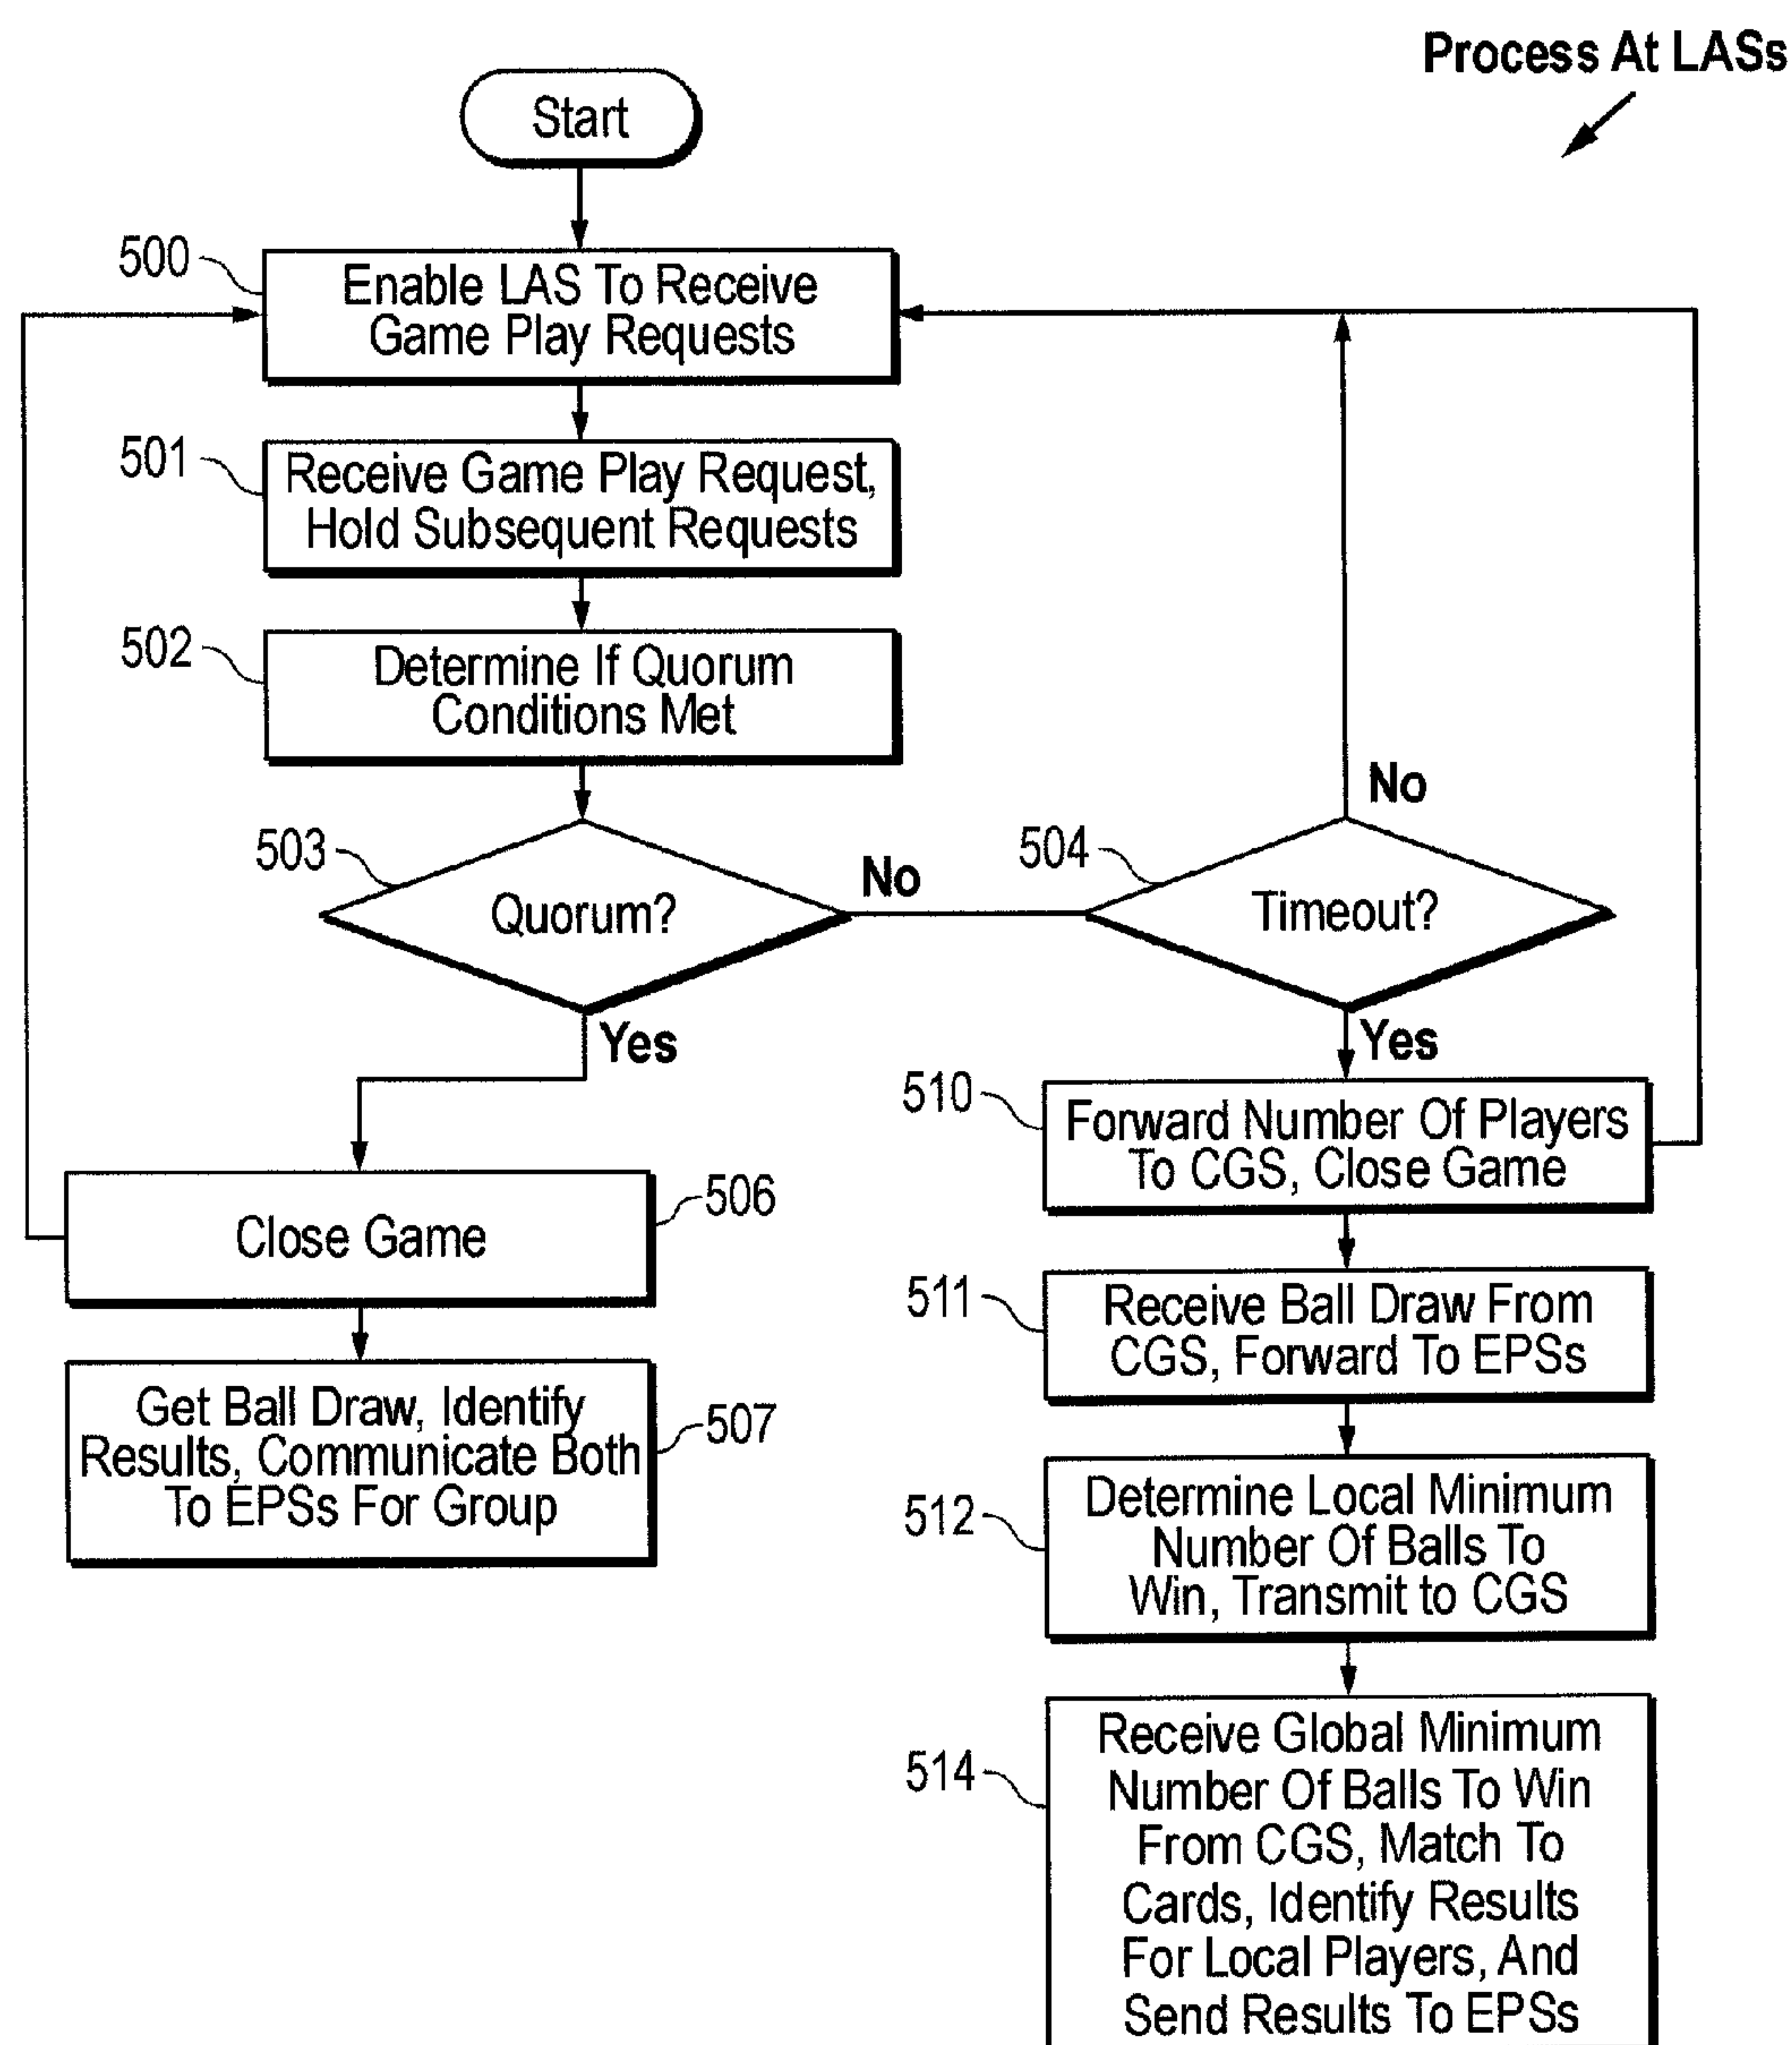 Process At LASs
Start
500
Enable LAS To Receive
Game Play Requests
501
Receive Game Play Request,
Hold Subsequent Requests
502
Determine If Quorum
Conditions Met
503
Quorum?
No
504
Timeout?
No
Yes
Yes
506
Close Game
507
Get Ball Draw, Identify
Results, Communicate Both
To EPSs For Group
510
Forward Number Of Players
To CGS, Close Game
511
Receive Ball Draw From
CGS, Forward To EPSs
512
Determine Local Minimum
Number Of Balls To
Win, Transmit to CGS
514
Receive Global Minimum
Number Of Balls To Win
From CGS, Match To
Cards, Identify Results
For Local Players, And
Send Results To EPSs